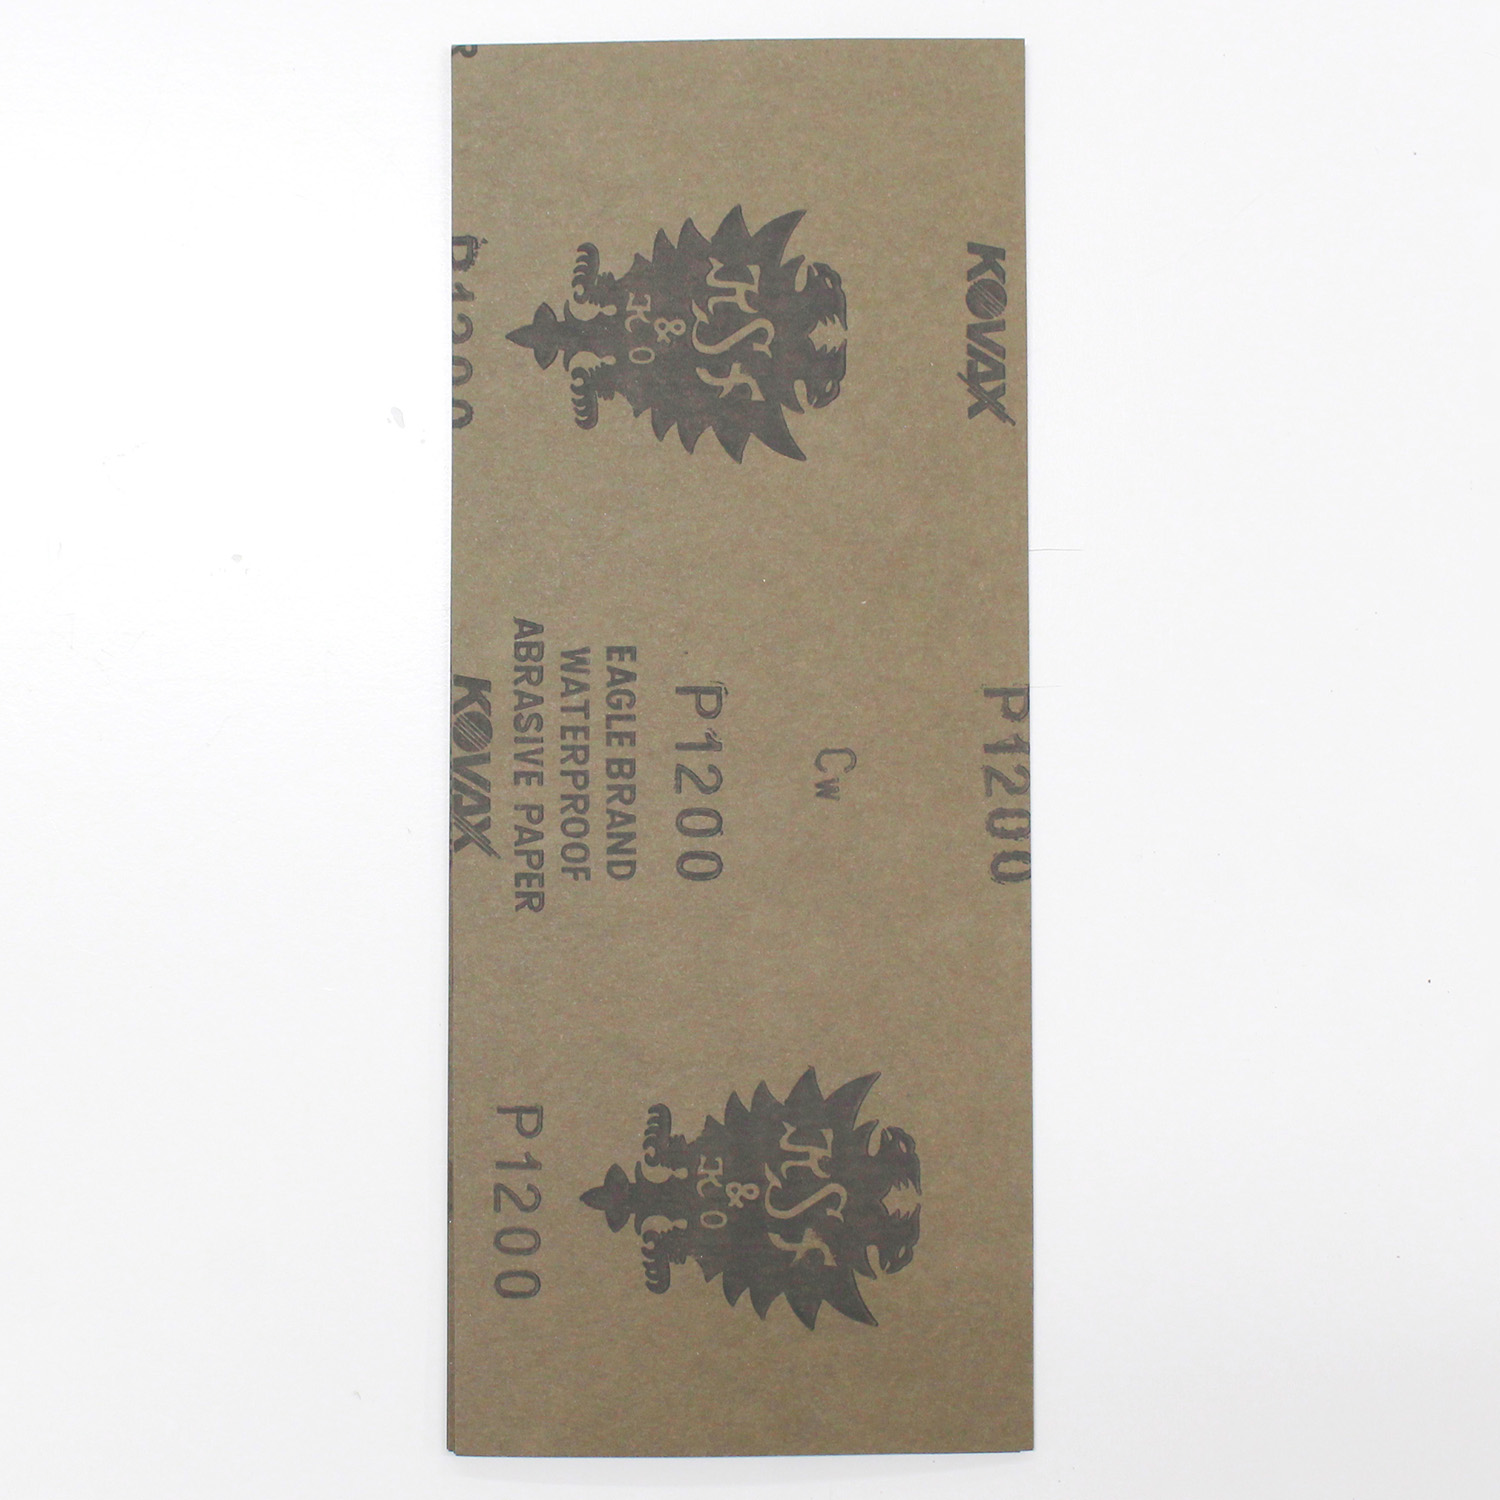 KOVAX
P1200
P1200
Cw
P1200
EAGLE BRAND
WATERPROOF
ABRASIVE PAPER
KOVAX
P1200
&
&